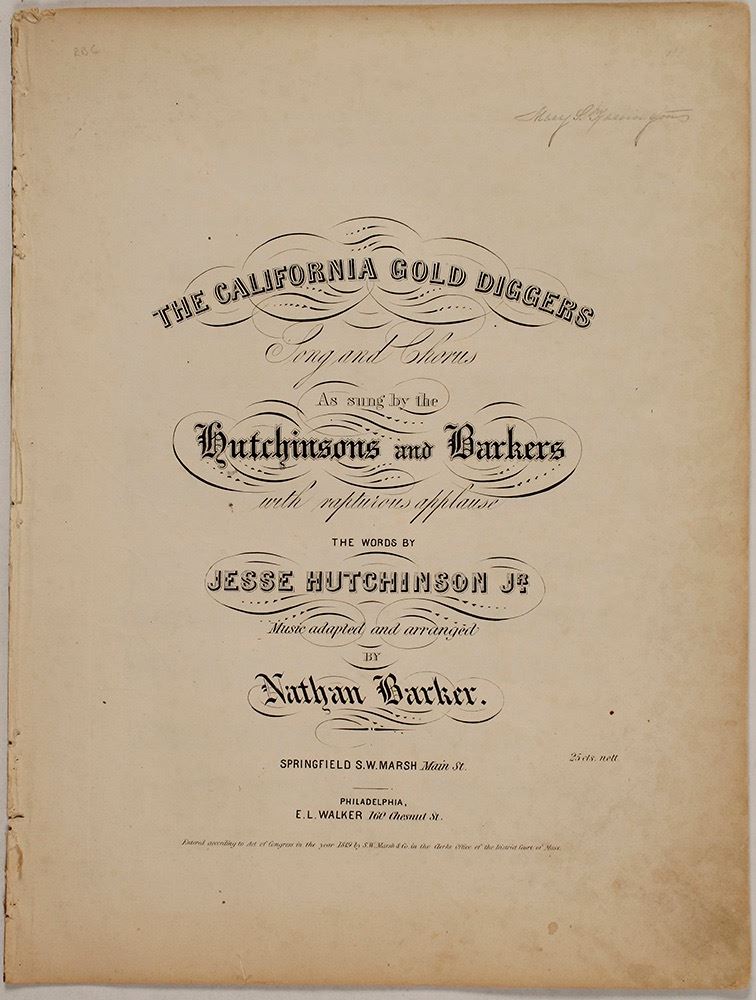 RBC
Mary S.
THE CALIFORNIA GOLD DIGGERS
Song and Chorus
As sung by the
Hutchinsons and Barkers
with rapturous applause
THE WORDS BY
JESSE HUTCHINSON Jr.
Music adapted and arranged
BY
Nathan Barker.
25 cts. nett.
SPRINGFIELD S.W. MARSH Main St.
PHILADELPHIA,
E.L. WALKER 160 Chesnut St.
Entered according to Act of Congress in the year 1849 by S.W. Marsh & Co. in the Clerks Office of the District Court of Mass.